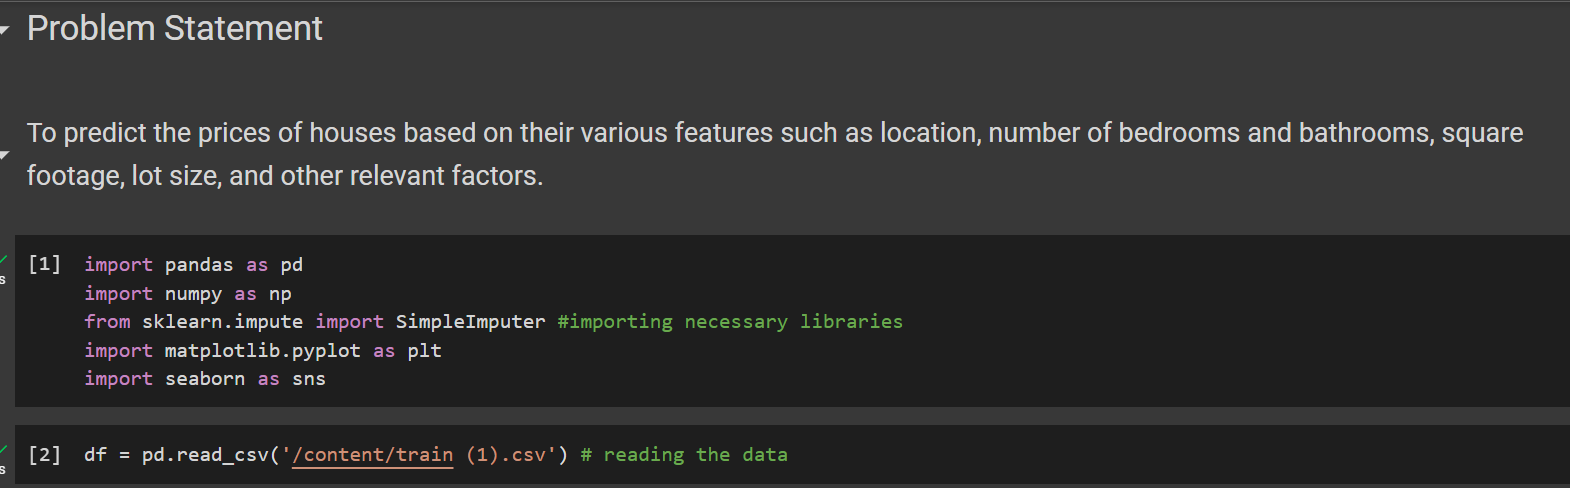 Problem Statement
To predict the prices of houses based on their various features such as location, number of bedrooms and bathrooms, square
footage, lot size, and other relevant factors.
[1] import pandas as pd
import numpy as np
from sklearn.impute import SimpleImputer #importing necessary libraries
import matplotlib.pyplot as plt
import seaborn as sns
s
[2] df = pd.read_csv('/content/train (1).csv') # reading the data
s